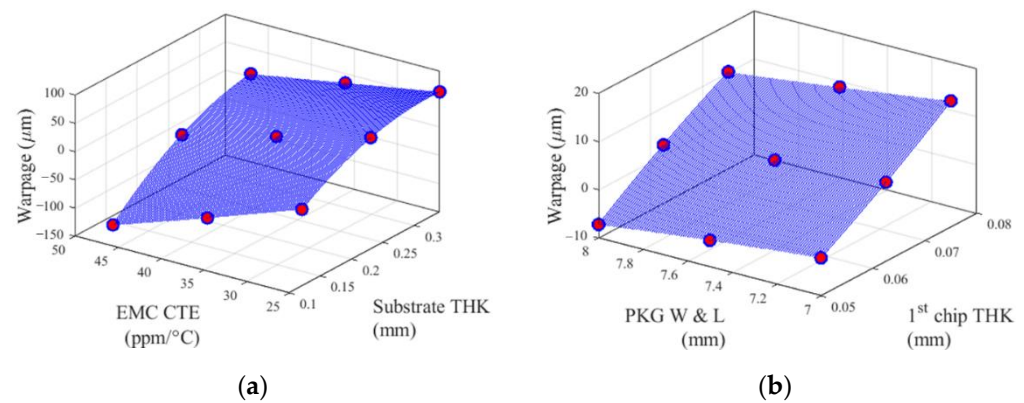 100
50
0
−50
−100
−150
Warpage (μm)
50
45
40
35
30
25
EMC CTE
(ppm/°C)
0.1
0.15
0.2
0.25
0.3
Substrate THK
(mm)
(a)
20
10
0
−10
Warpage (μm)
8
7.8
7.6
7.4
7.2
7
PKG W & L
(mm)
0.05
0.06
0.07
0.08
1st chip THK
(mm)
(b)